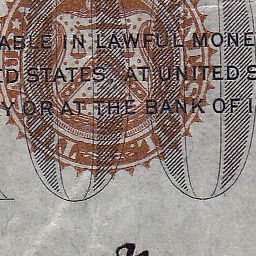 ABLE IN LAWFUL MONE
D STATES, AT UNITED S
Y OR AT THE BANK OF